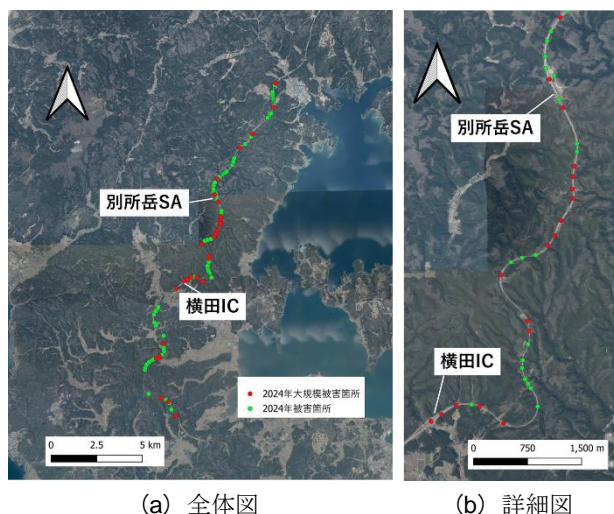 別所岳SA
横田IC
2024年大規模被害箇所
2024年被害箇所
0 2.5 5 km
(a) 全体図
別所岳SA
横田IC
0 750 1,500 m
(b) 詳細図